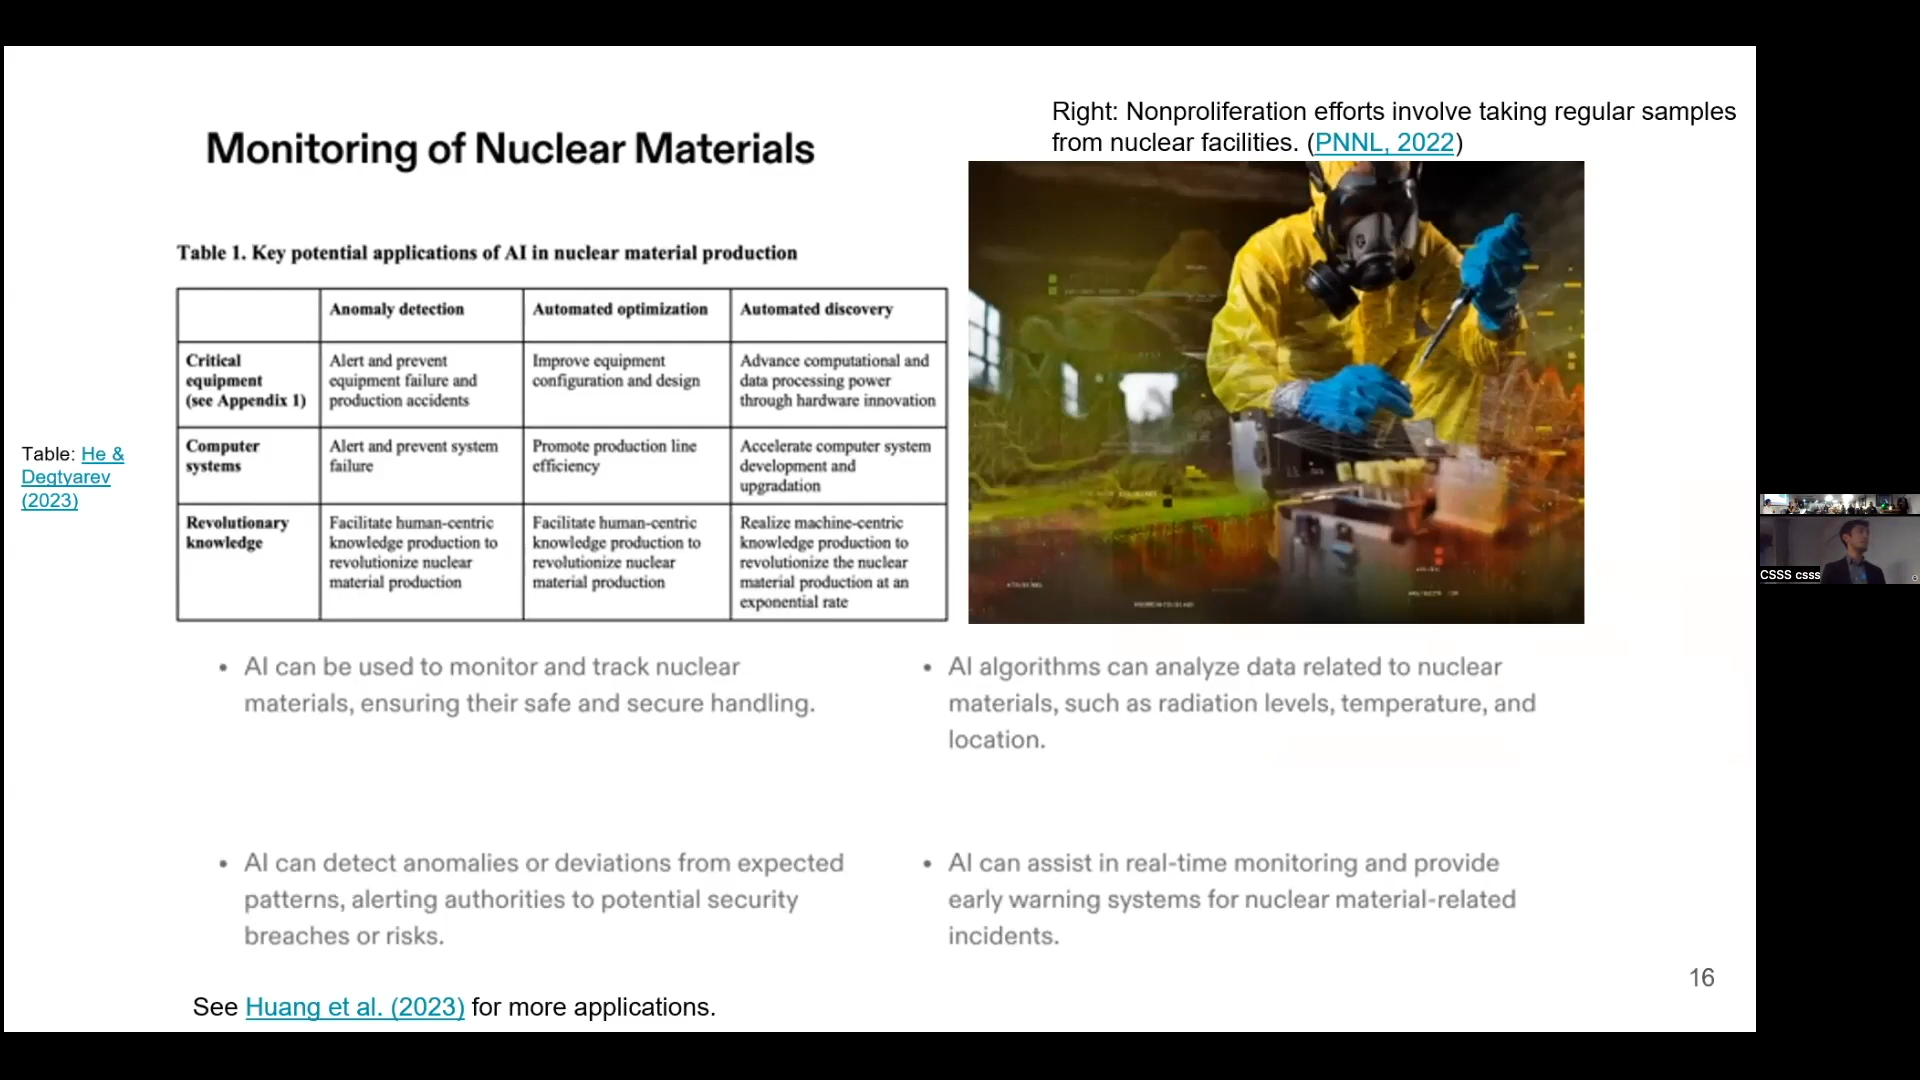 Monitoring of Nuclear Materials
Right: Nonproliferation efforts involve taking regular samples
from nuclear facilities. (PNNL, 2022)
Table 1. Key potential applications of AI in nuclear material production
Anomaly detection
Automated optimization
Automated discovery
Critical
equipment
(see Appendix 1)
Alert and prevent
equipment failure and
production accidents
Improve equipment
configuration and design
Advance computational and
data processing power
through hardware innovation
Computer
systems
Alert and prevent system
failure
Promote production line
efficiency
Accelerate computer system
development and
upgradation
Revolutionary
knowledge
Facilitate human-centric
knowledge production to
revolutionize nuclear
material production
Facilitate human-centric
knowledge production to
revolutionize nuclear
material production
Realize machine-centric
knowledge production to
revolutionize the nuclear
material production at an
exponential rate
Table: He &
Degtyarev
(2023)
• AI can be used to monitor and track nuclear
materials, ensuring their safe and secure handling.
• AI algorithms can analyze data related to nuclear
materials, such as radiation levels, temperature, and
location.
• AI can detect anomalies or deviations from expected
patterns, alerting authorities to potential security
breaches or risks.
• AI can assist in real-time monitoring and provide
early warning systems for nuclear material-related
incidents.
16
See Huang et al. (2023) for more applications.
CSSS csss